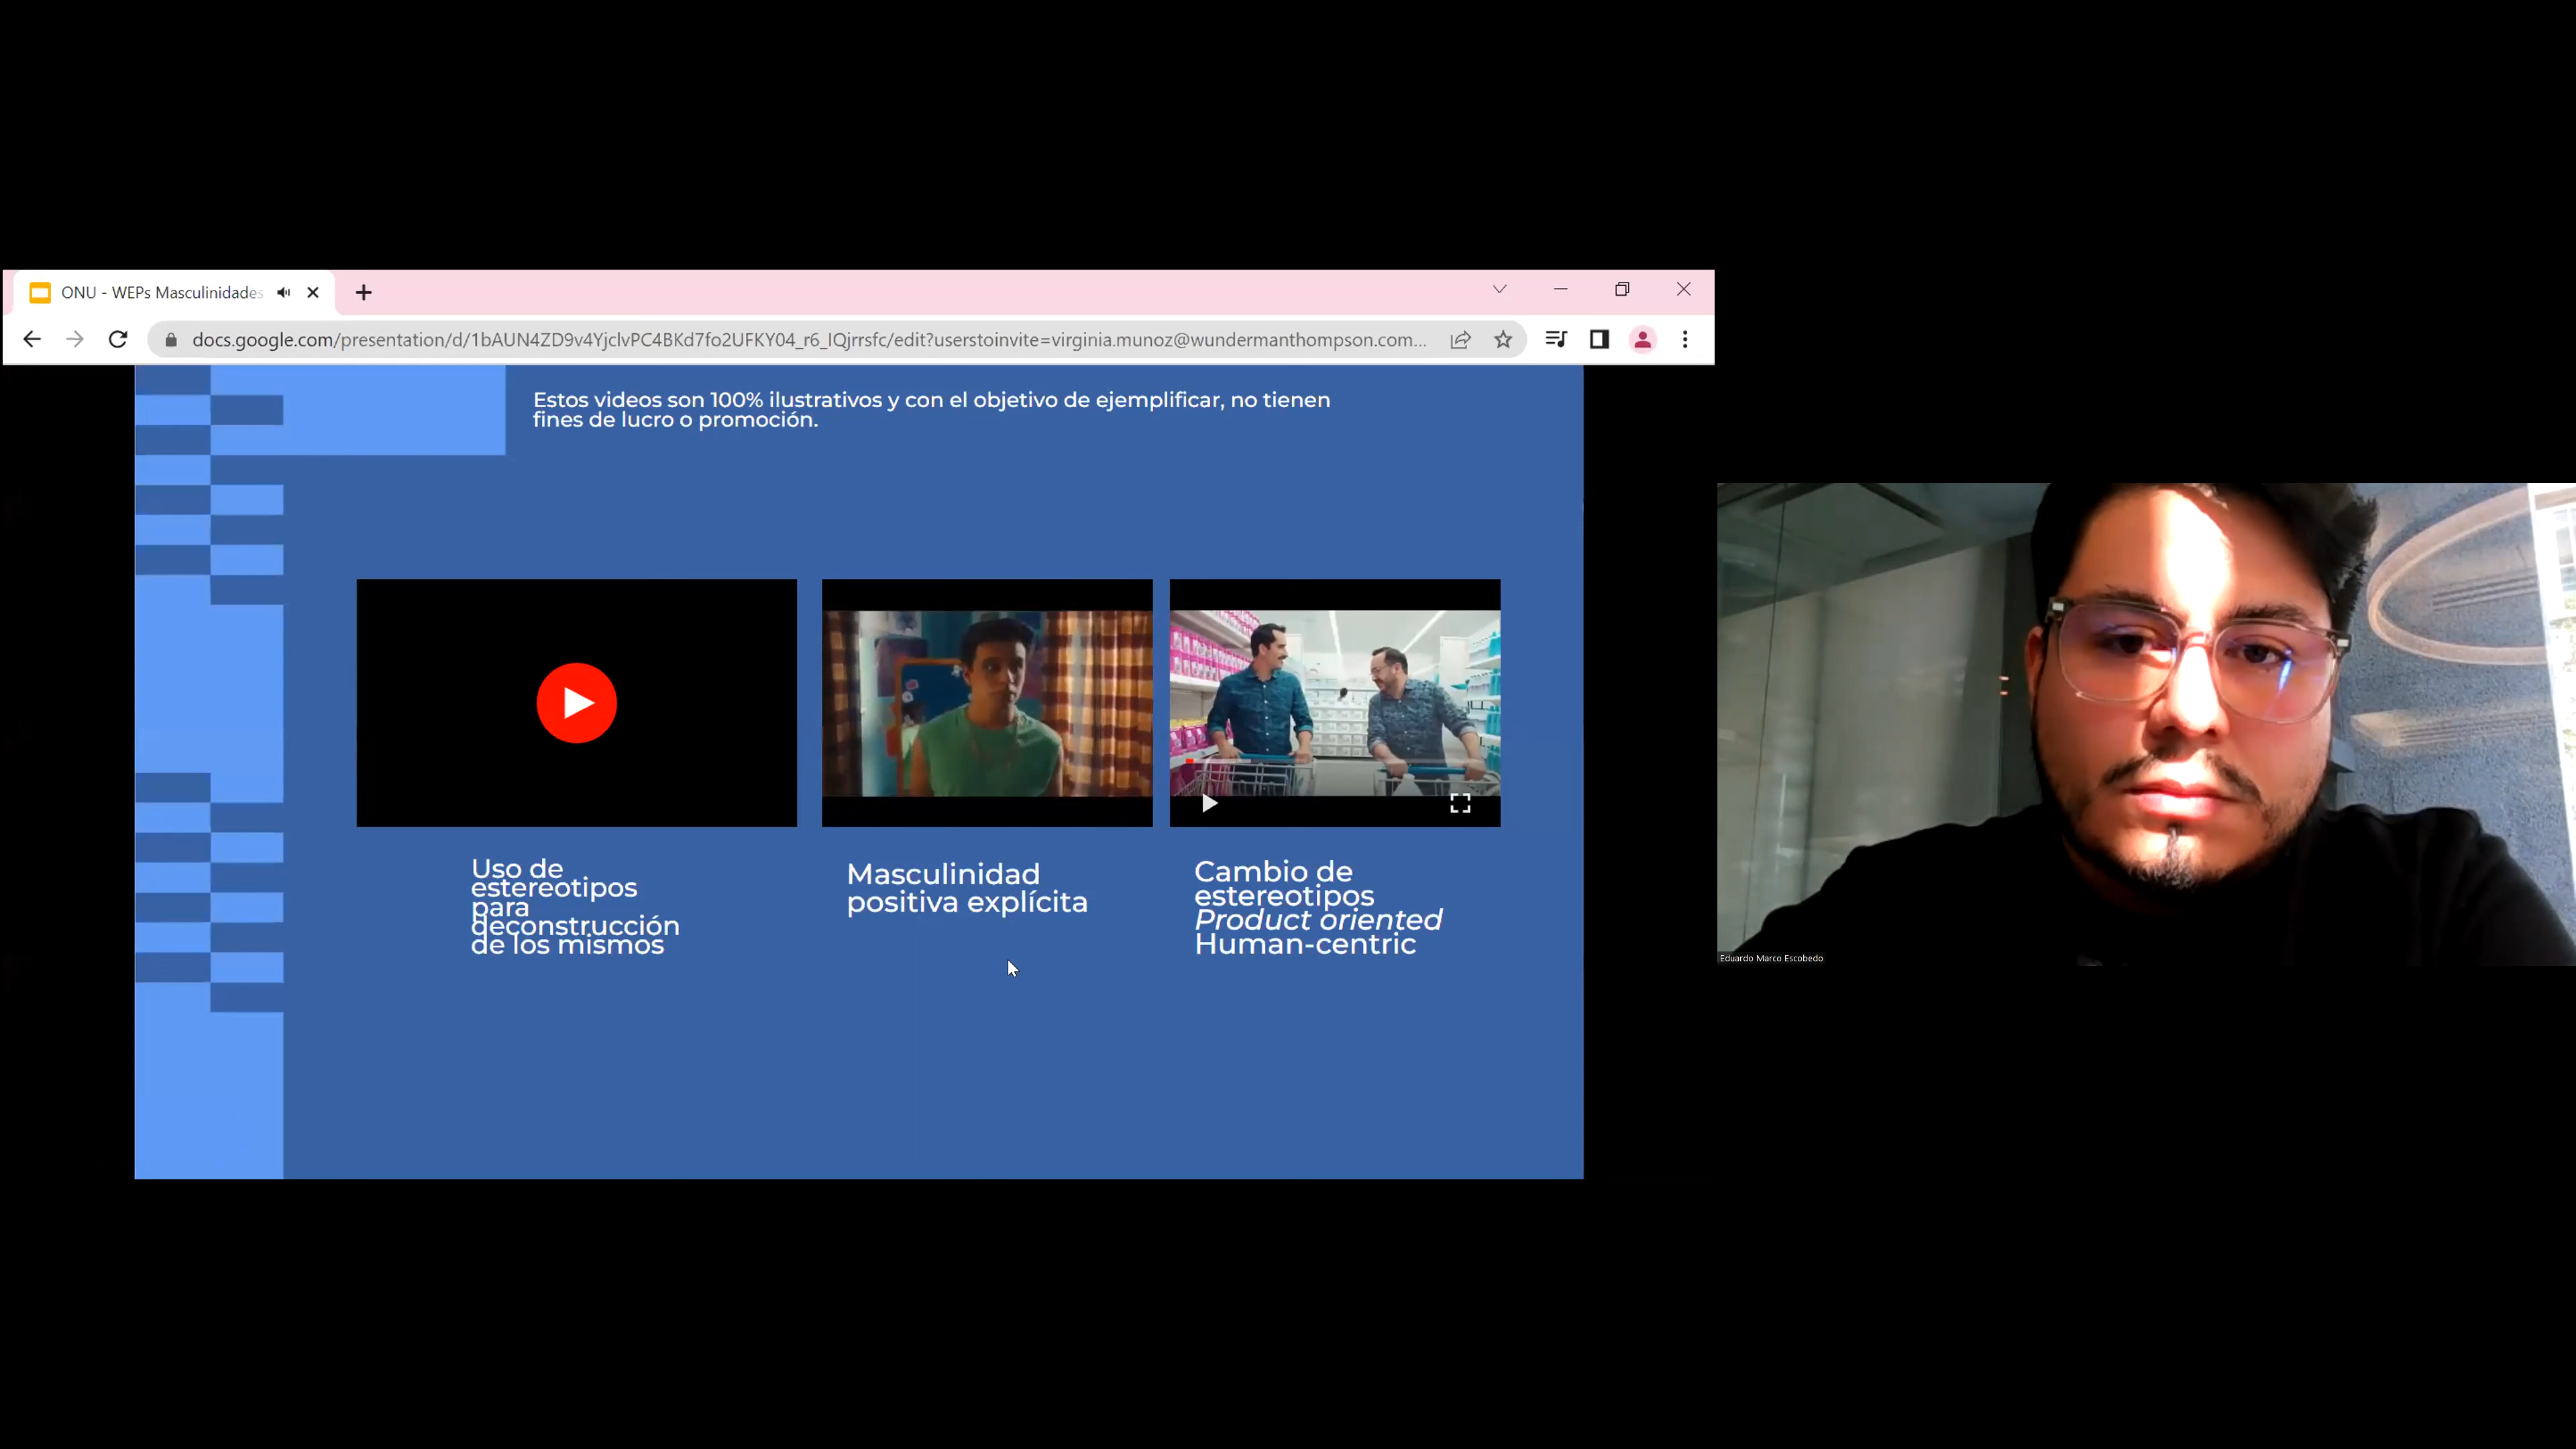 ONU - WEPs Masculinidades
docs.google.com/presentation/d/1bAUN4ZD9v4YjclvPC4BKd7fo2UFKY04_r6_IQjrrsfc/edit?userstoinvite=virginia.munoz@wundermanthompson.com...
Estos videos son 100% ilustrativos y con el objetivo de ejemplificar, no tienen
fines de lucro o promoción.
Uso de
estereotipos
para
deconstrucción
de los mismos
Masculinidad
positiva explícita
Cambio de
estereotipos
Product oriented
Human-centric
Eduardo Marco Escobedo